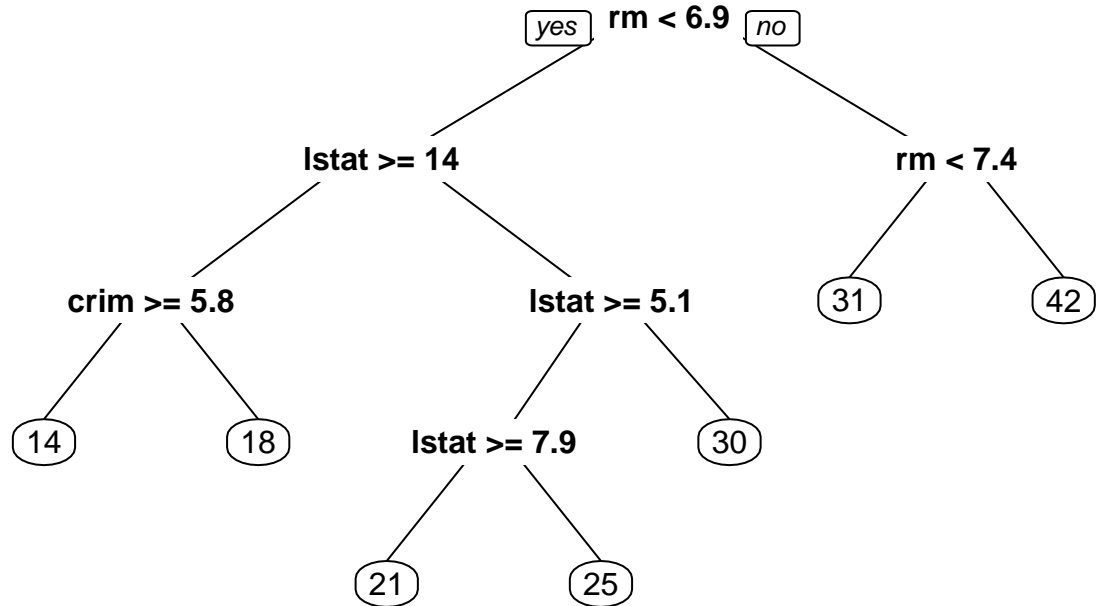 yes rm < 6.9 no
lstat >= 14 rm < 7.4
crim >= 5.8 lstat >= 5.1 31 42
14 18 lstat >= 7.9 30
21 25